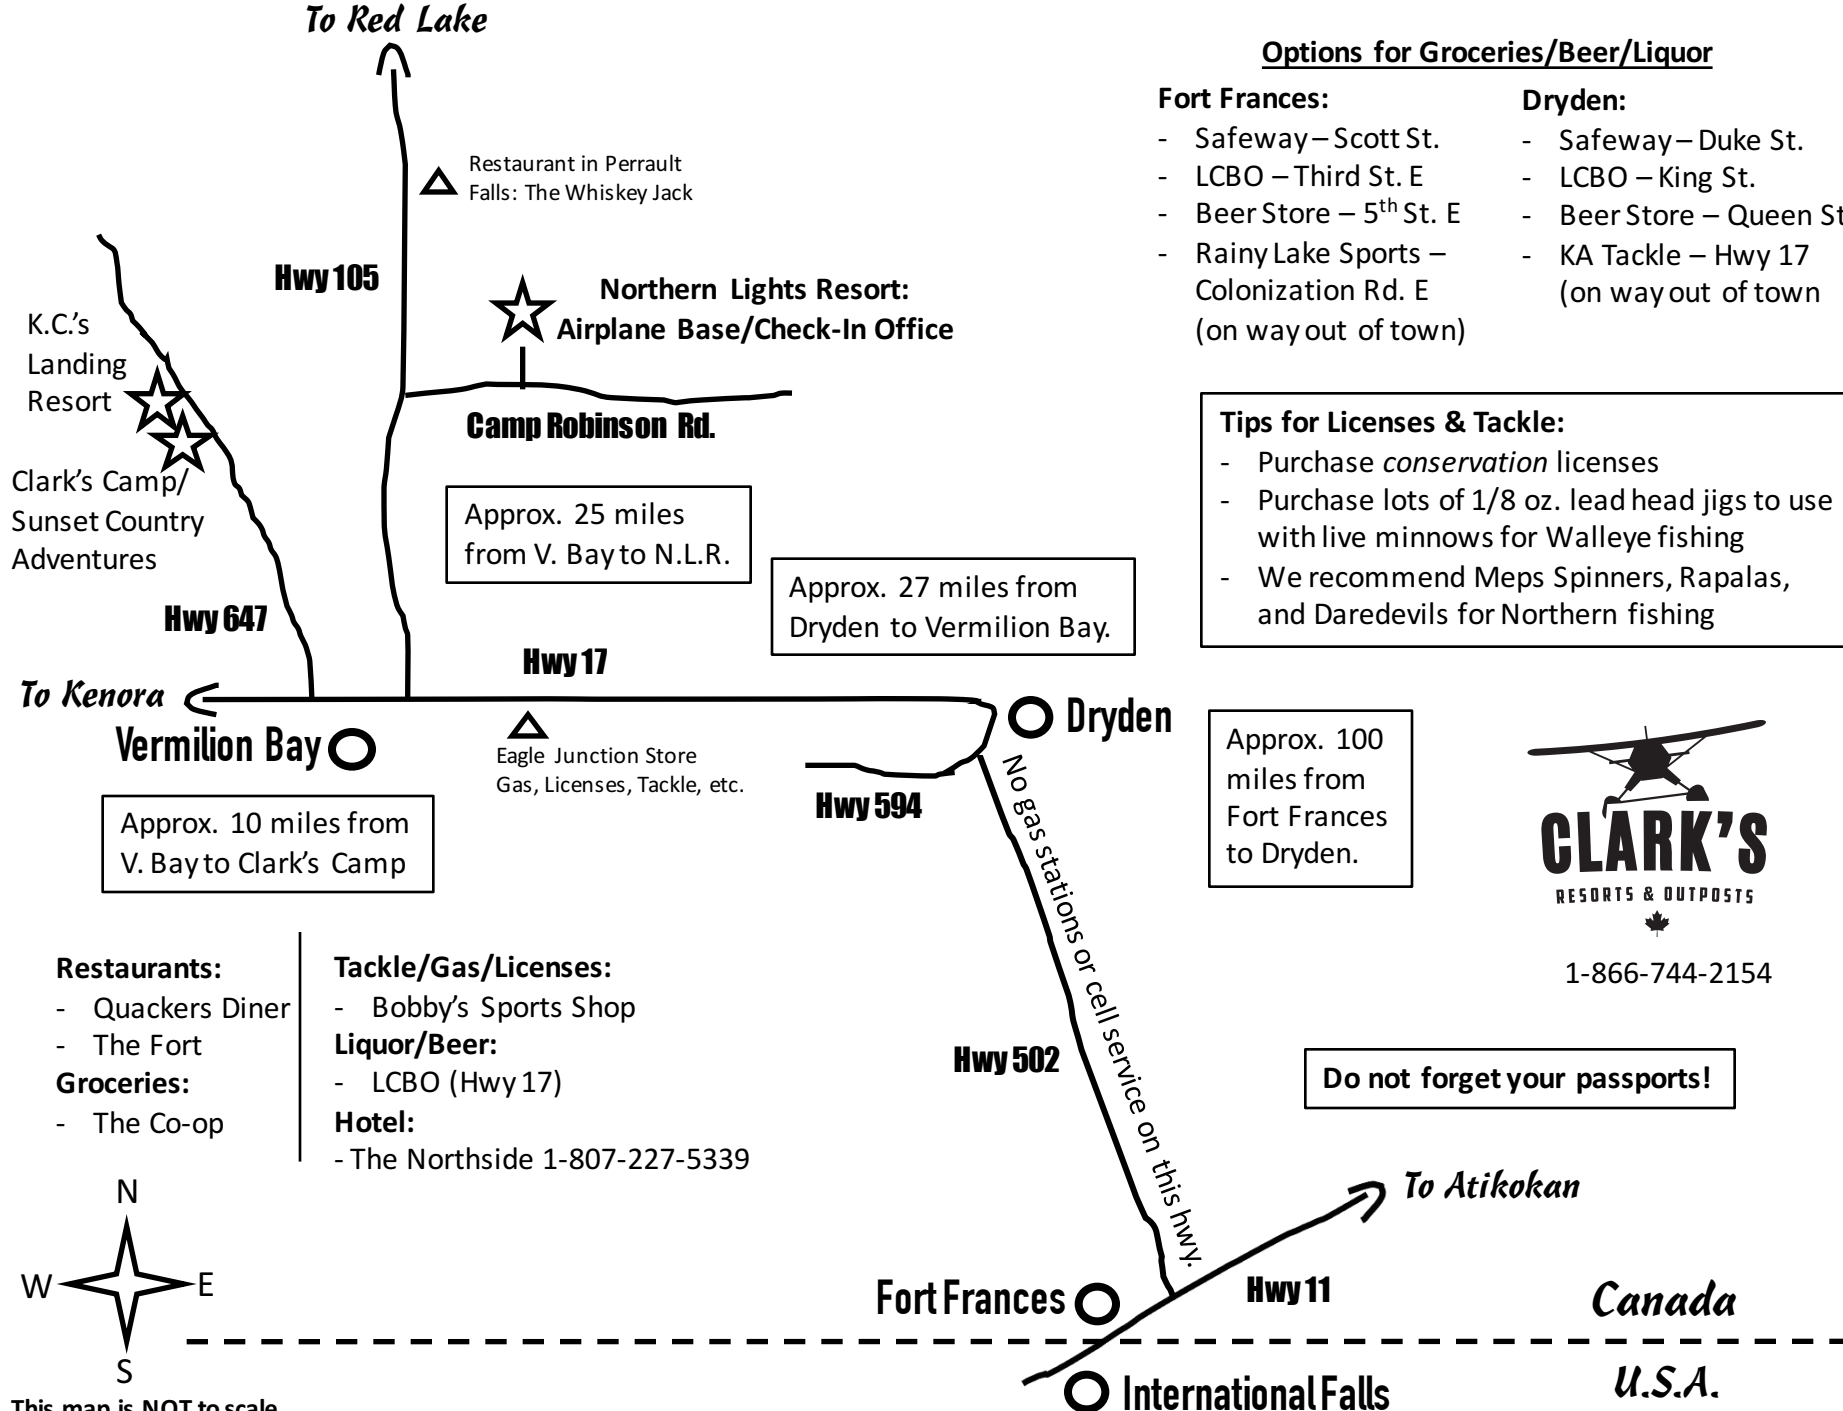 To Red Lake
Options for Groceries/Beer/Liquor
Fort Frances:
- Safeway – Scott St.
- LCBO – Third St. E
- Beer Store – 5th St. E
- Rainy Lake Sports –
Colonization Rd. E
(on way out of town)
Dryden:
- Safeway – Duke St.
- LCBO – King St.
- Beer Store – Queen St
- KA Tackle – Hwy 17
(on way out of town
Restaurant in Perrault
Falls: The Whiskey Jack
Hwy 105
Northern Lights Resort:
Airplane Base/Check-In Office
K.C.'s
Landing
Resort
Camp Robinson Rd.
Clark's Camp/
Sunset Country
Adventures
Tips for Licenses & Tackle:
- Purchase conservation licenses
- Purchase lots of 1/8 oz. lead head jigs to use
with live minnows for Walleye fishing
- We recommend Meps Spinners, Rapalas,
and Daredevils for Northern fishing
Approx. 25 miles
from V. Bay to N.L.R.
Approx. 27 miles from
Dryden to Vermilion Bay.
Hwy 647
Hwy 17
To Kenora
Vermilion Bay
Dryden
Eagle Junction Store
Gas, Licenses, Tackle, etc.
Hwy 594
Approx. 100
miles from
Fort Frances
to Dryden.
Approx. 10 miles from
V. Bay to Clark's Camp
CLARK'S
RESORTS & OUTPOSTS
1-866-744-2154
No gas stations or cell service on this hwy.
Restaurants:
- Quackers Diner
- The Fort
Groceries:
- The Co-op
Tackle/Gas/Licenses:
- Bobby's Sports Shop
Liquor/Beer:
- LCBO (Hwy 17)
Hotel:
- The Northside 1-807-227-5339
Hwy 502
Do not forget your passports!
To Atikokan
N
W
E
S
Fort Frances
Hwy 11
Canada
U.S.A.
International Falls
This map is NOT to scale